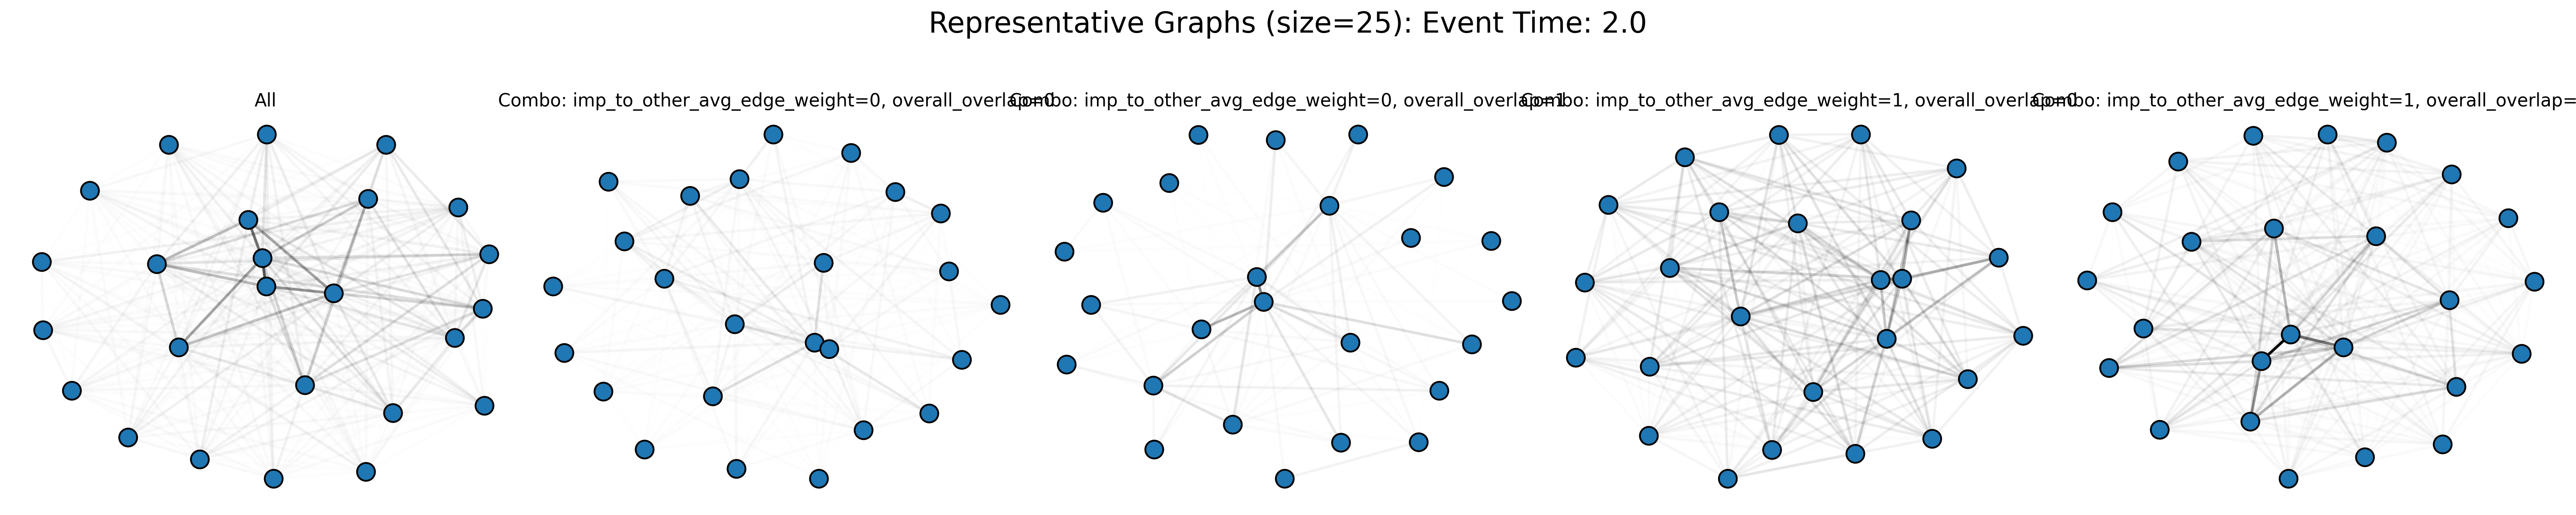 Representative Graphs (size=25): Event Time: 2.0
All
Combo: imp_to_other_avg_edge_weight=0, overall_overlap=0
Combo: imp_to_other_avg_edge_weight=0, overall_overlap=1
Combo: imp_to_other_avg_edge_weight=1, overall_overlap=0
Combo: imp_to_other_avg_edge_weight=1, overall_overlap=